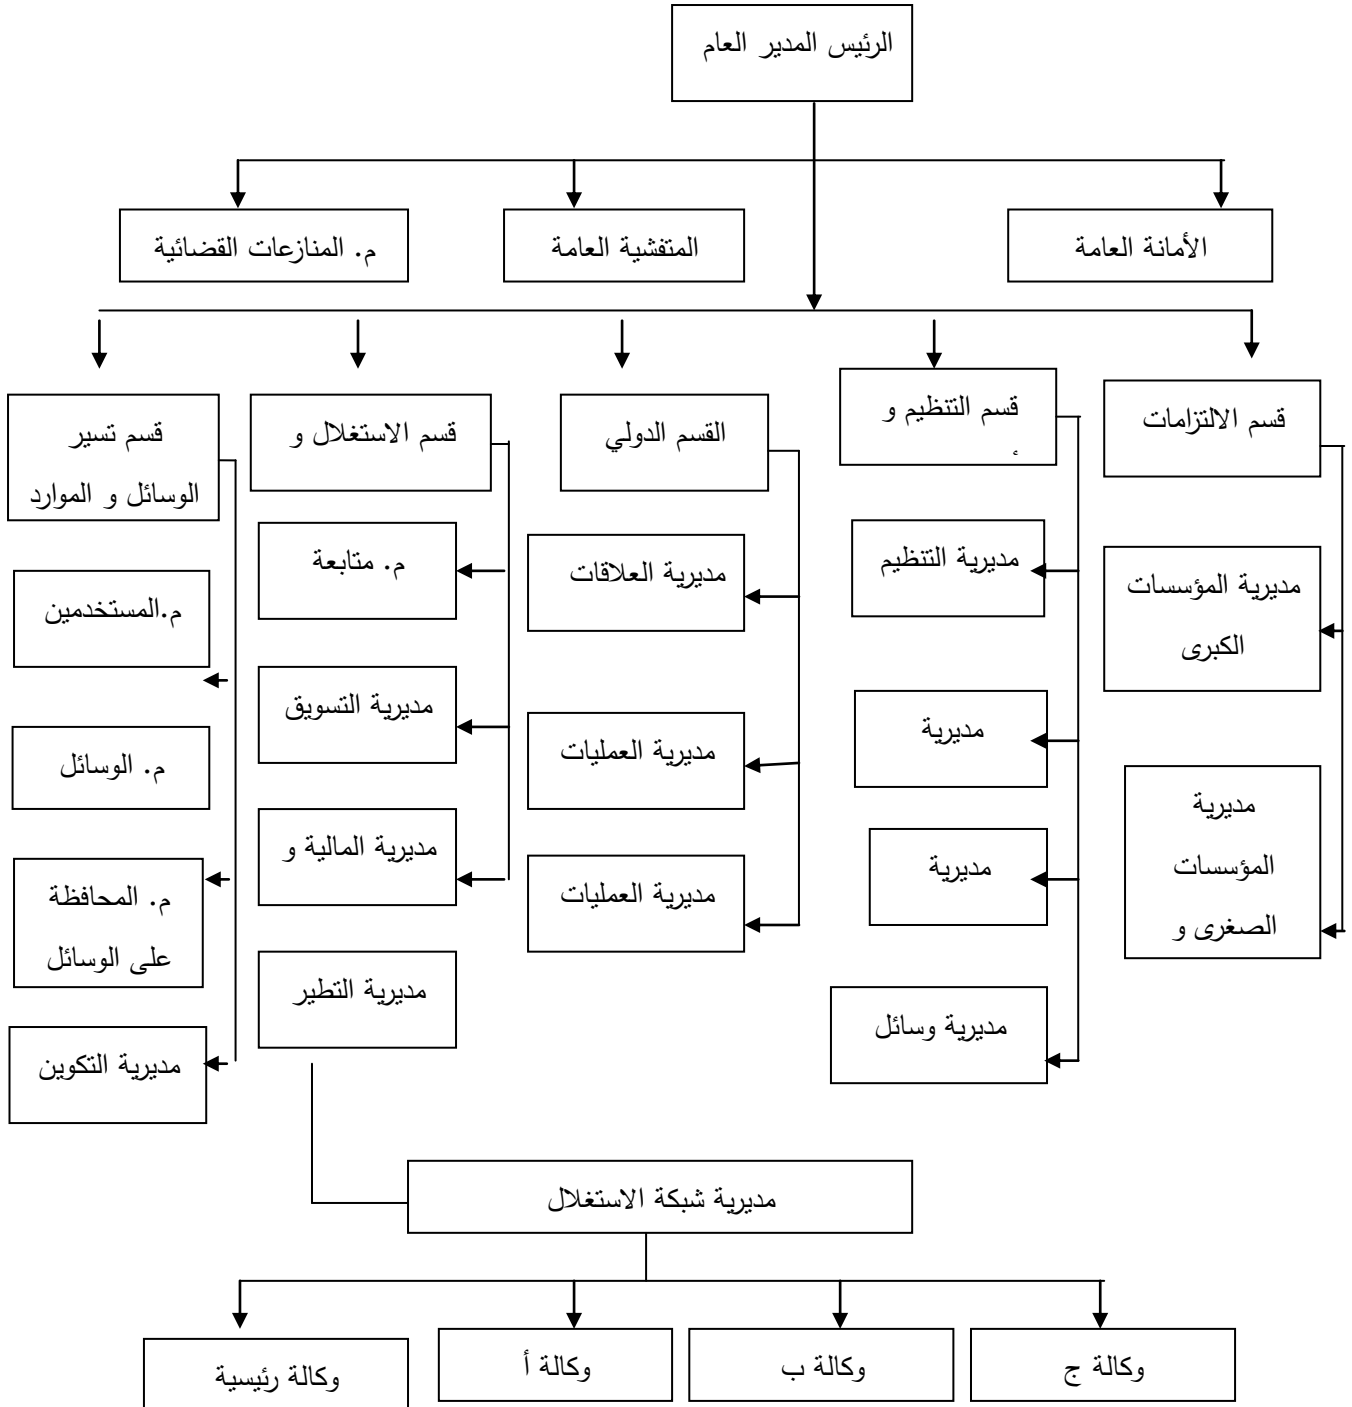 الرئيس المدير العام
الأمانة العامة
المتفشية العامة
م. المنازعات القضائية
قسم الالتزامات
قسم التنظيم و
القسم الدولي
قسم الاستغلال و
قسم تسير
الوسائل و الموارد
مديرية المؤسسات
الكبرى
مديرية
المؤسسات
الصغرى و
مديرية التنظيم
مديرية
مديرية
مديرية وسائل
مديرية العلاقات
مديرية العمليات
مديرية العمليات
م. متابعة
مديرية التسويق
مديرية المالية و
مديرية التطير
م.المستخدمين
م. الوسائل
م. المحافظة
على الوسائل
مديرية التكوين
مديرية شبكة الاستغلال
وكالة ج
وكالة ب
وكالة أ
وكالة رئيسية